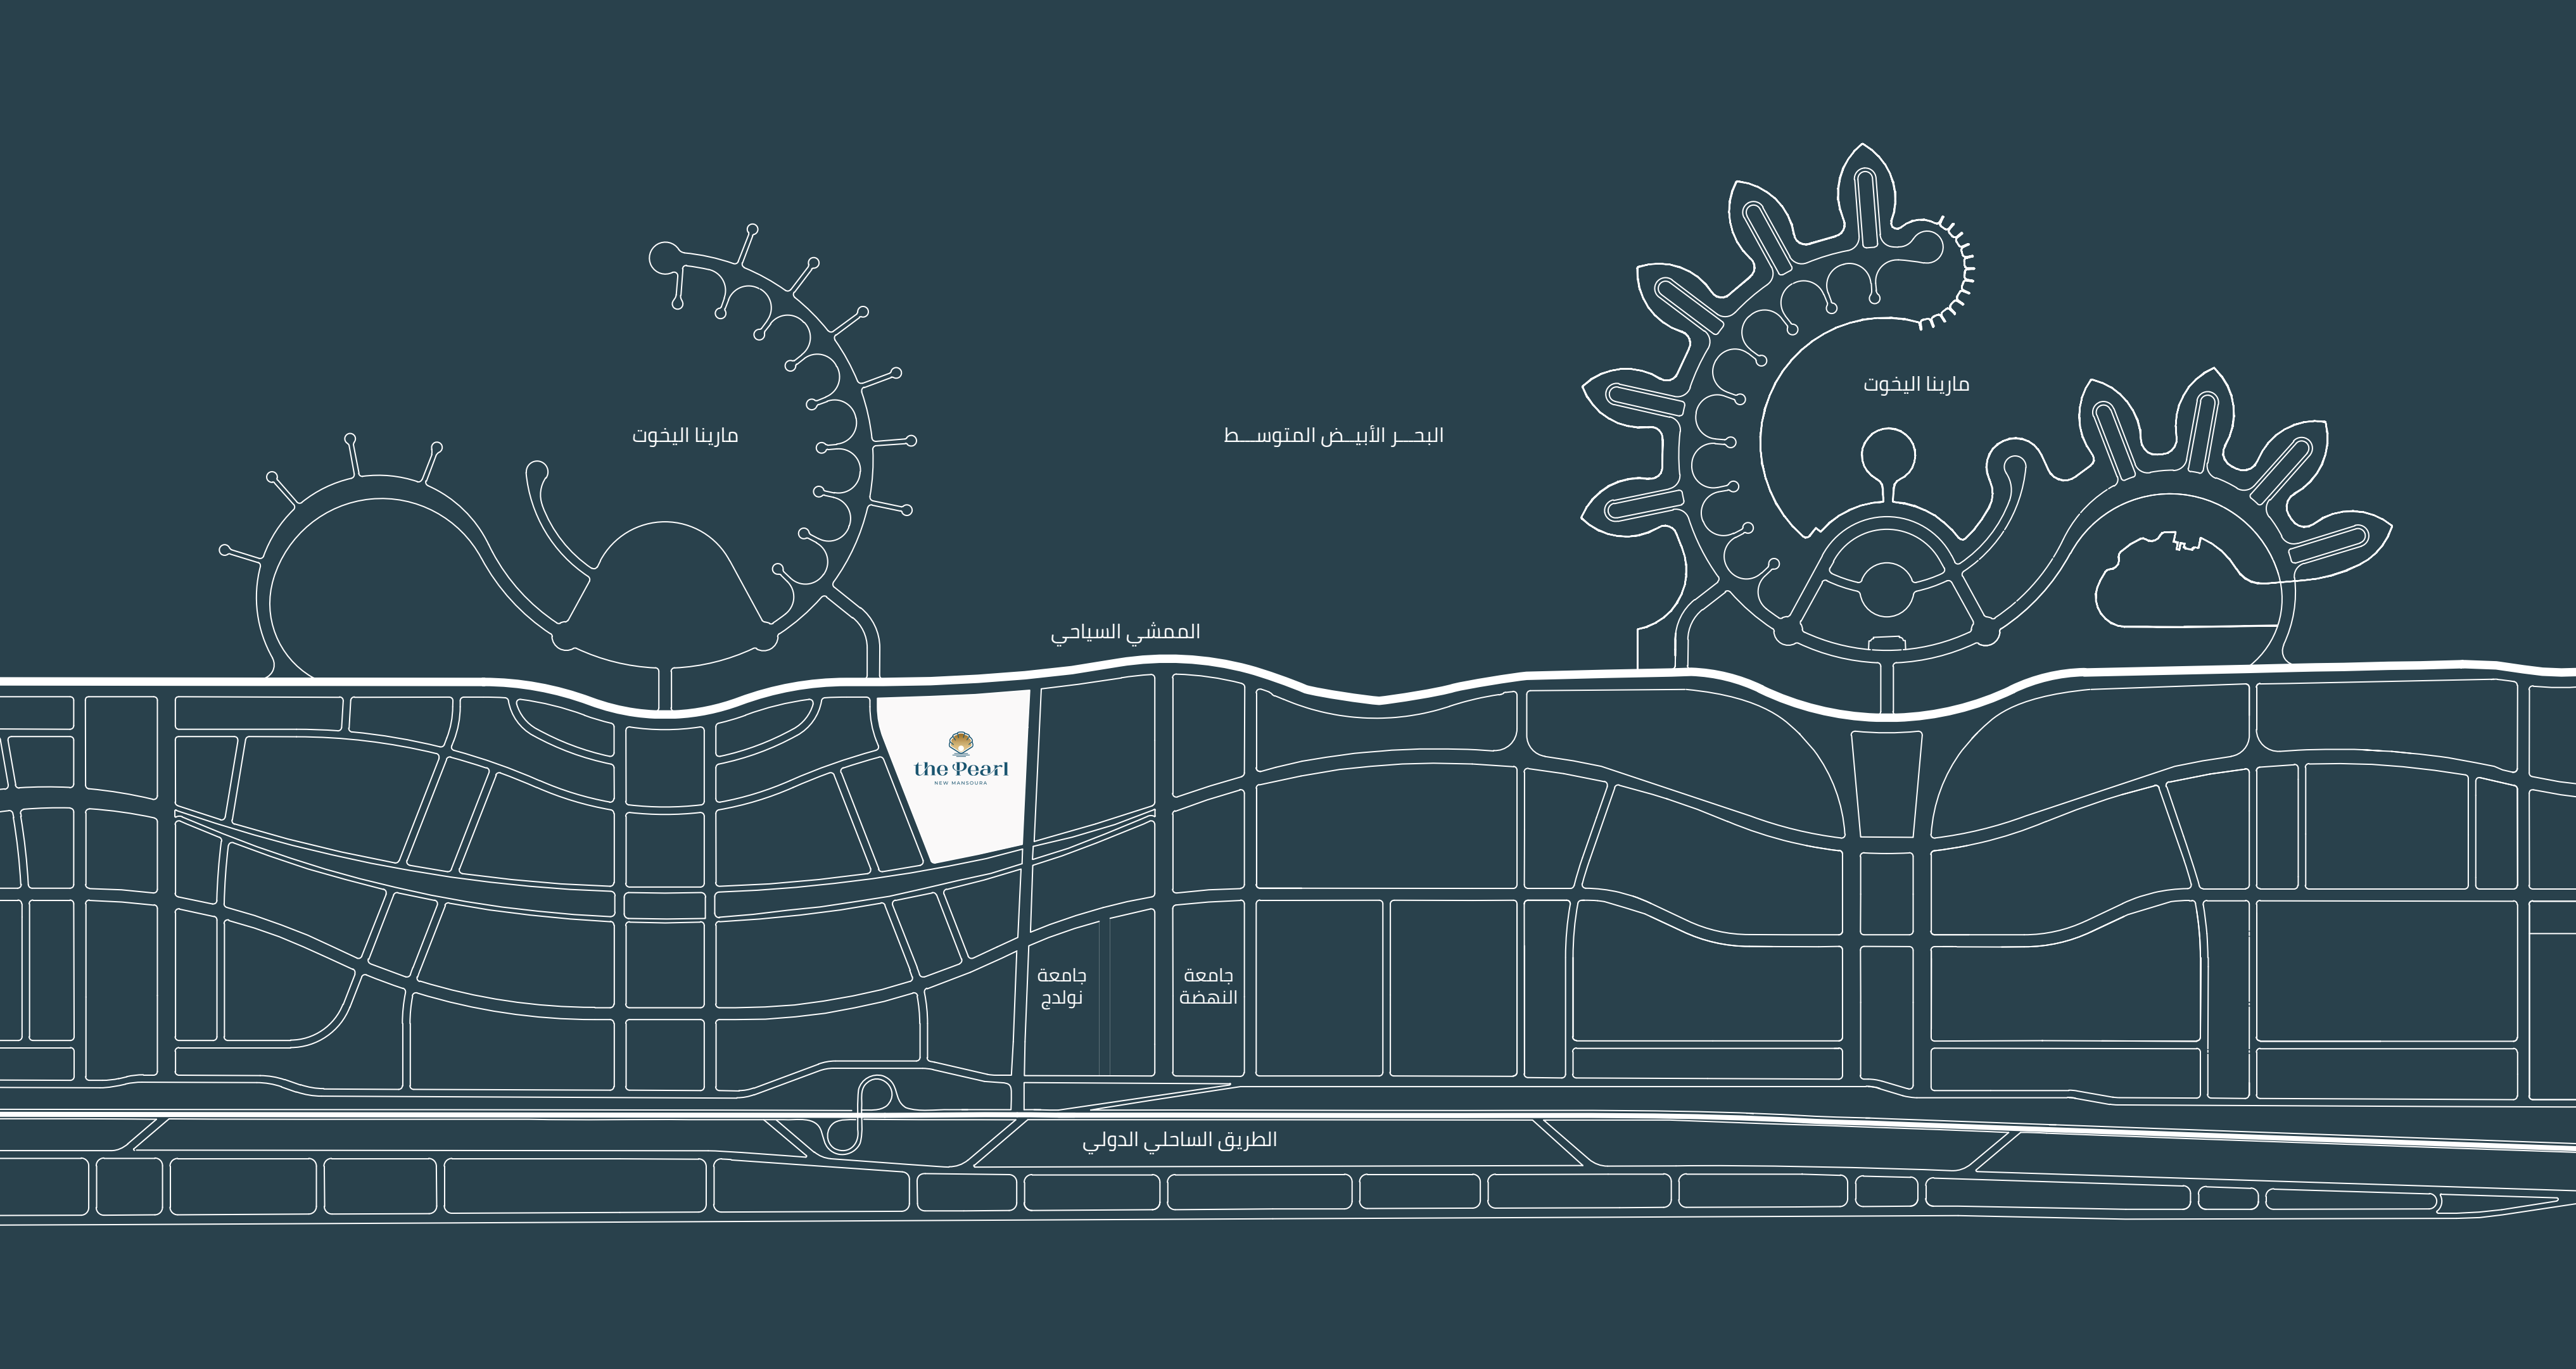 مارينا اليخوت
مارينا اليخوت
البحـــر الأبيــض المتوســـط
الممشي السياحي
the Pearl
NEW MANSOURA
جامعة
نولدج
جامعة
النهضة
الطريق الساحلي الدولي